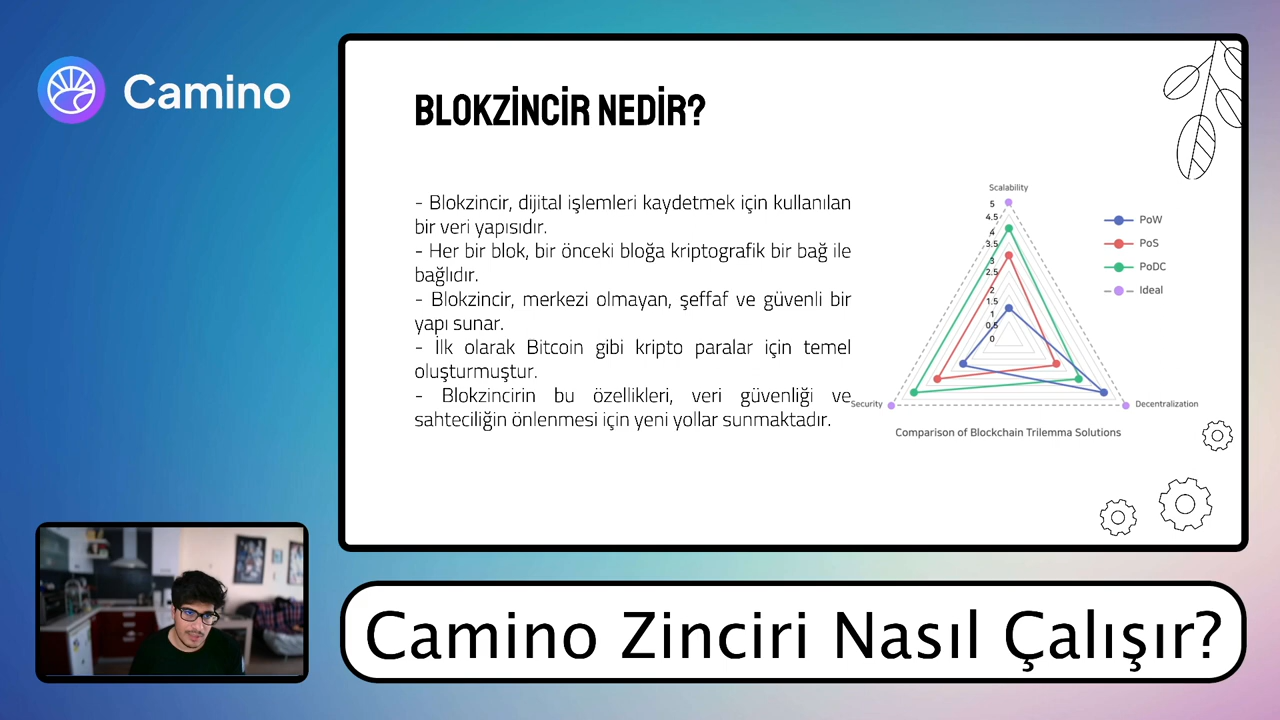 Camino
BLOKZİNCİR NEDİR?
- Blokzincir, dijital işlemleri kaydetmek için kullanılan
bir veri yapısıdır.
- Her bir blok, bir önceki bloğa kriptografik bir bağ ile
bağlıdır.
- Blokzincir, merkezi olmayan, şeffaf ve güvenli bir
yapı sunar.
- İlk olarak Bitcoin gibi kripto paralar için temel
oluşturmuştur.
- Blokzincirin bu özellikleri, veri güvenliği ve
sahteciliğin önlenmesi için yeni yollar sunmaktadır.
Scalability
5
4.5
4
3.5
3
2.5
2
1.5
1
0.5
0
Security
Decentralization
PoW
PoS
PoDC
Ideal
Comparison of Blockchain Trilemma Solutions
Camino Zinciri Nasıl Çalışır?